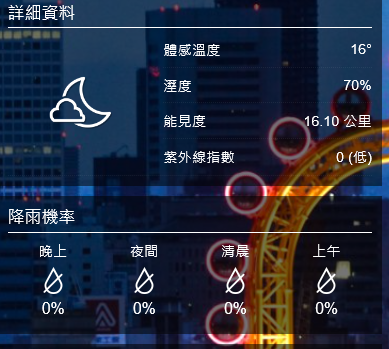 詳細資料
體感溫度 16°
溼度 70%
能見度 16.10 公里
紫外線指數 0 (低)
降雨機率
晚上 夜間 清晨 上午
0% 0% 0% 0%